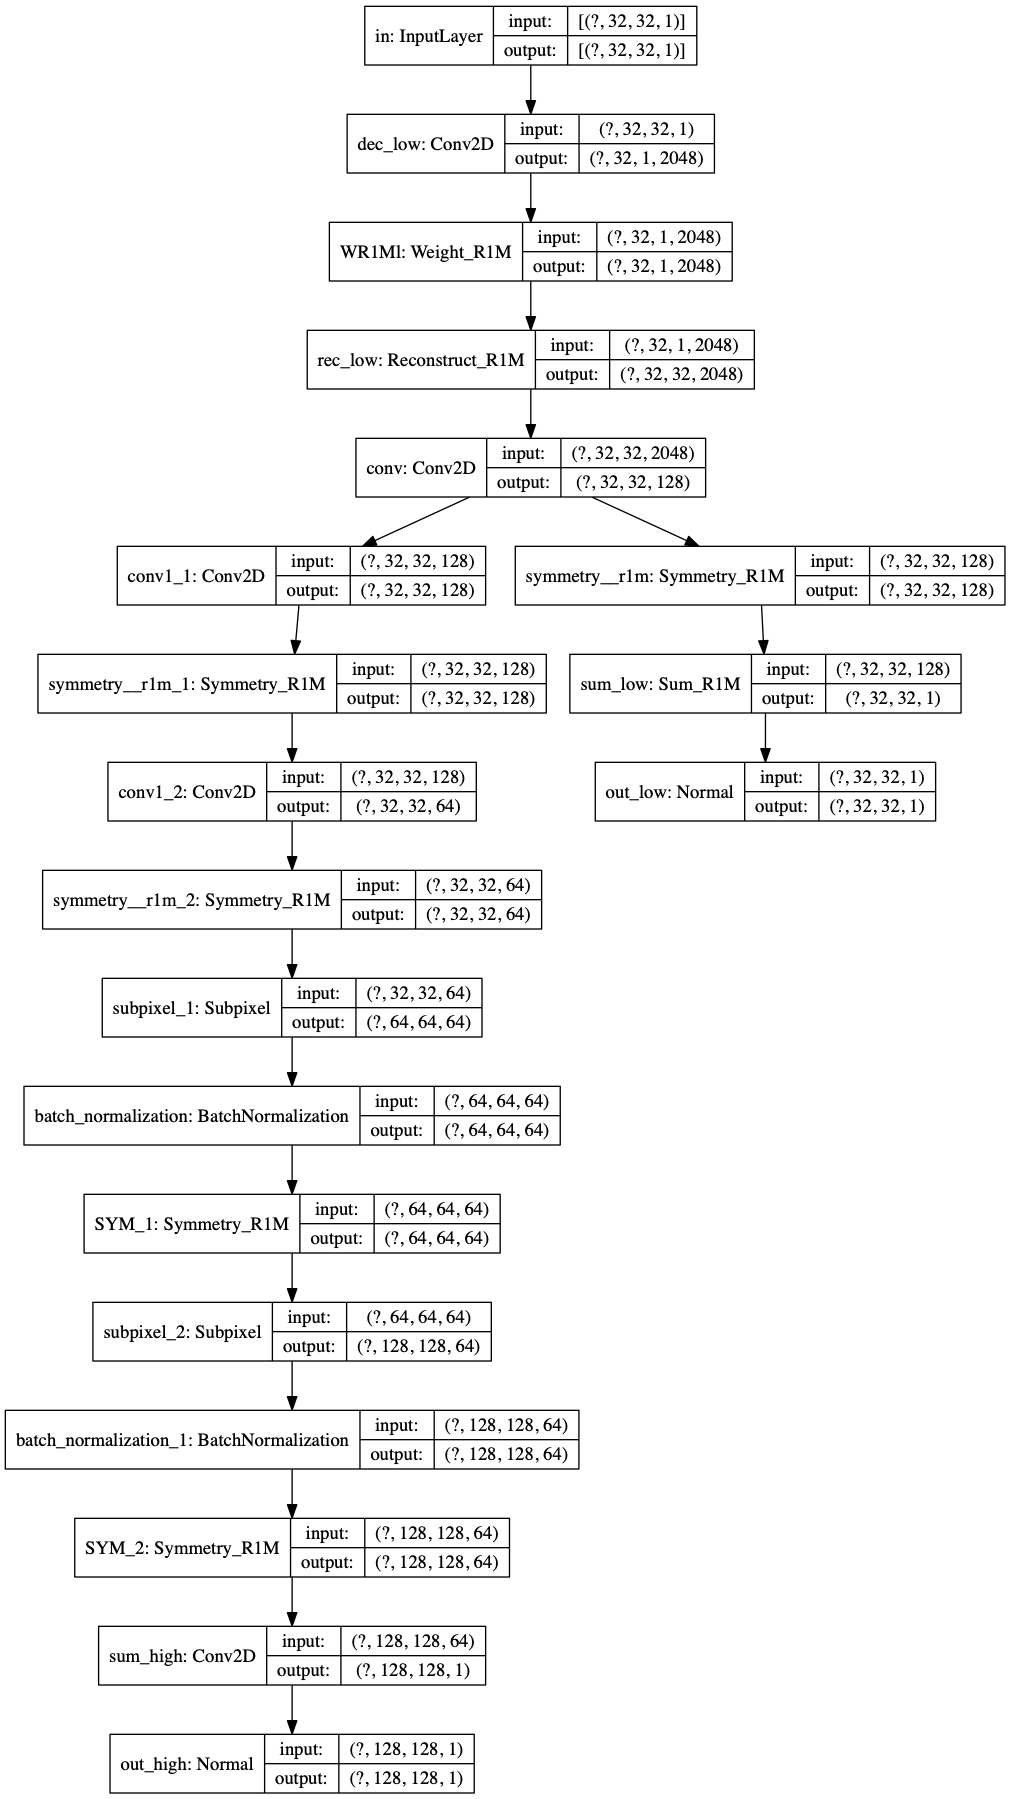 in: InputLayer
input: [(?, 32, 32, 1)]
output: [(?, 32, 32, 1)]
dec_low: Conv2D
input: (?, 32, 32, 1)
output: (?, 32, 1, 2048)
WR1Ml: Weight_R1M
input: (?, 32, 1, 2048)
output: (?, 32, 1, 2048)
rec_low: Reconstruct_R1M
input: (?, 32, 1, 2048)
output: (?, 32, 32, 2048)
conv: Conv2D
input: (?, 32, 32, 2048)
output: (?, 32, 32, 128)
conv1_1: Conv2D
input: (?, 32, 32, 128)
output: (?, 32, 32, 128)
symmetry__r1m: Symmetry_R1M
input: (?, 32, 32, 128)
output: (?, 32, 32, 128)
symmetry__r1m_1: Symmetry_R1M
input: (?, 32, 32, 128)
output: (?, 32, 32, 128)
sum_low: Sum_R1M
input: (?, 32, 32, 128)
output: (?, 32, 32, 1)
conv1_2: Conv2D
input: (?, 32, 32, 128)
output: (?, 32, 32, 64)
out_low: Normal
input: (?, 32, 32, 1)
output: (?, 32, 32, 1)
symmetry__r1m_2: Symmetry_R1M
input: (?, 32, 32, 64)
output: (?, 32, 32, 64)
subpixel_1: Subpixel
input: (?, 32, 32, 64)
output: (?, 64, 64, 64)
batch_normalization: BatchNormalization
input: (?, 64, 64, 64)
output: (?, 64, 64, 64)
SYM_1: Symmetry_R1M
input: (?, 64, 64, 64)
output: (?, 64, 64, 64)
subpixel_2: Subpixel
input: (?, 64, 64, 64)
output: (?, 128, 128, 64)
batch_normalization_1: BatchNormalization
input: (?, 128, 128, 64)
output: (?, 128, 128, 64)
SYM_2: Symmetry_R1M
input: (?, 128, 128, 64)
output: (?, 128, 128, 64)
sum_high: Conv2D
input: (?, 128, 128, 64)
output: (?, 128, 128, 1)
out_high: Normal
input: (?, 128, 128, 1)
output: (?, 128, 128, 1)